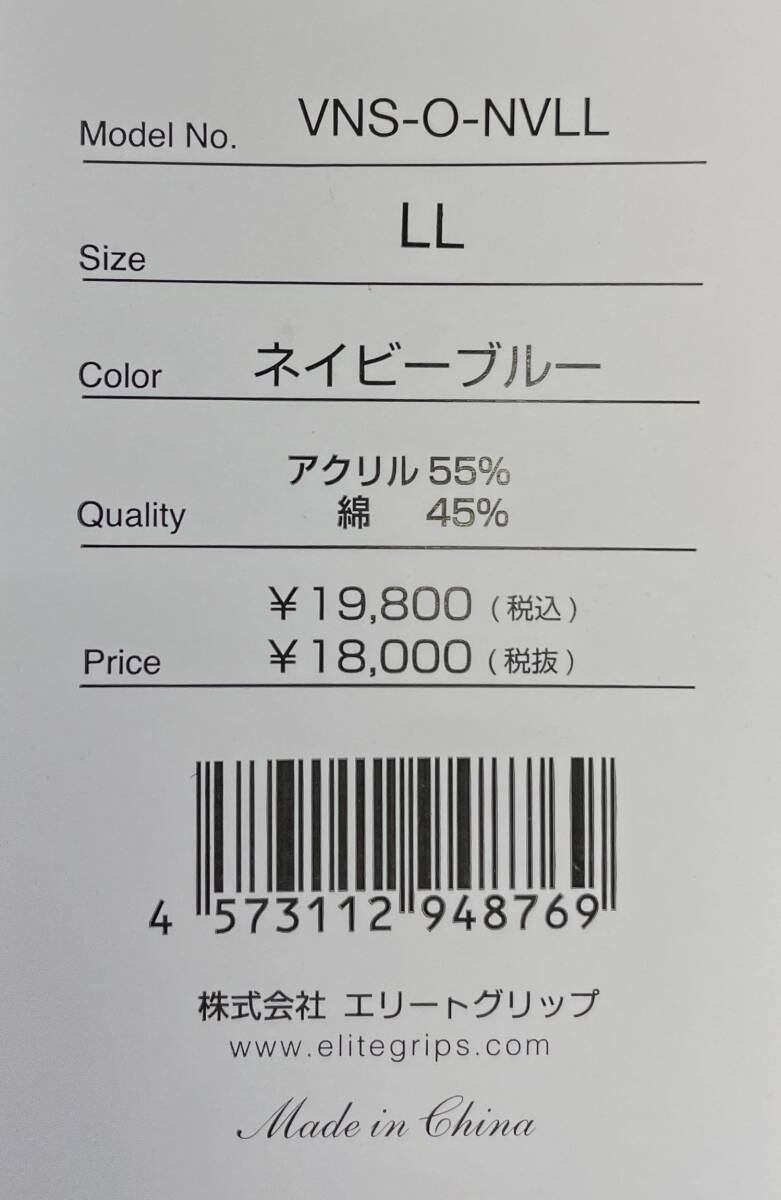 Model No. VNS-O-NVLL
Size LL
Color ネイビーブルー
アクリル 55%
Quality 綿 45%
¥19,800 (税込)
Price ¥18,000 (税抜)
4 573112 948769
株式会社 エリートグリップ
www.elitegrips.com
Made in China